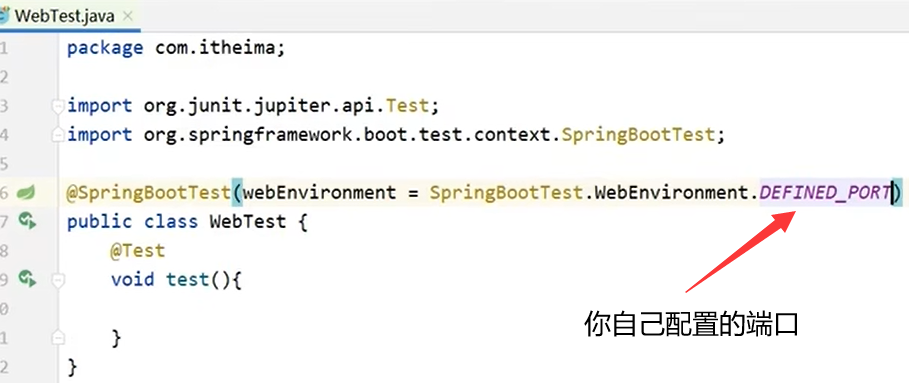 WebTest.java
1 package com.itheima;
2
3 import org.junit.jupiter.api.Test;
4 import org.springframework.boot.test.context.SpringBootTest;
5
6 @SpringBootTest(webEnvironment = SpringBootTest.WebEnvironment.DEFINED_PORT)
7 public class WebTest {
8 @Test
9 void test(){
0
1 }
2 }
你自己配置的端口